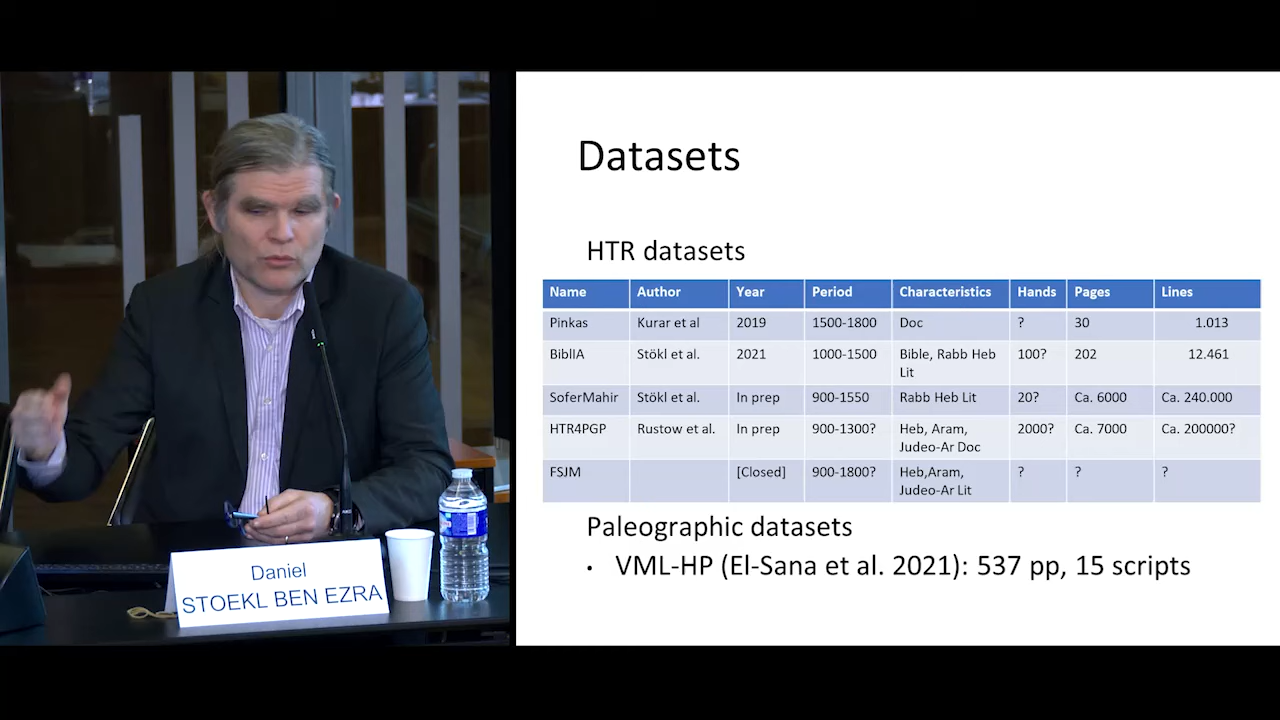 Datasets
HTR datasets
Name Author Year Period Characteristics Hands Pages Lines
Pinkas Kurar et al 2019 1500-1800 Doc ? 30 1.013
BiblIA Stökl et al. 2021 1000-1500 Bible, Rabb Heb 100? 202 12.461
Lit
SoferMahir Stökl et al. In prep 900-1550 Rabb Heb Lit 20? Ca. 6000 Ca. 240.000
HTR4PGP Rustow et al. In prep 900-1300? Heb, Aram, 2000? Ca. 7000 Ca. 200000?
Judeo-Ar Doc
FSJM [Closed] 900-1800? Heb,Aram, ? ? ?
Judeo-Ar Lit
Paleographic datasets
• VML-HP (El-Sana et al. 2021): 537 pp, 15 scripts
Daniel
STOEKL BEN EZRA